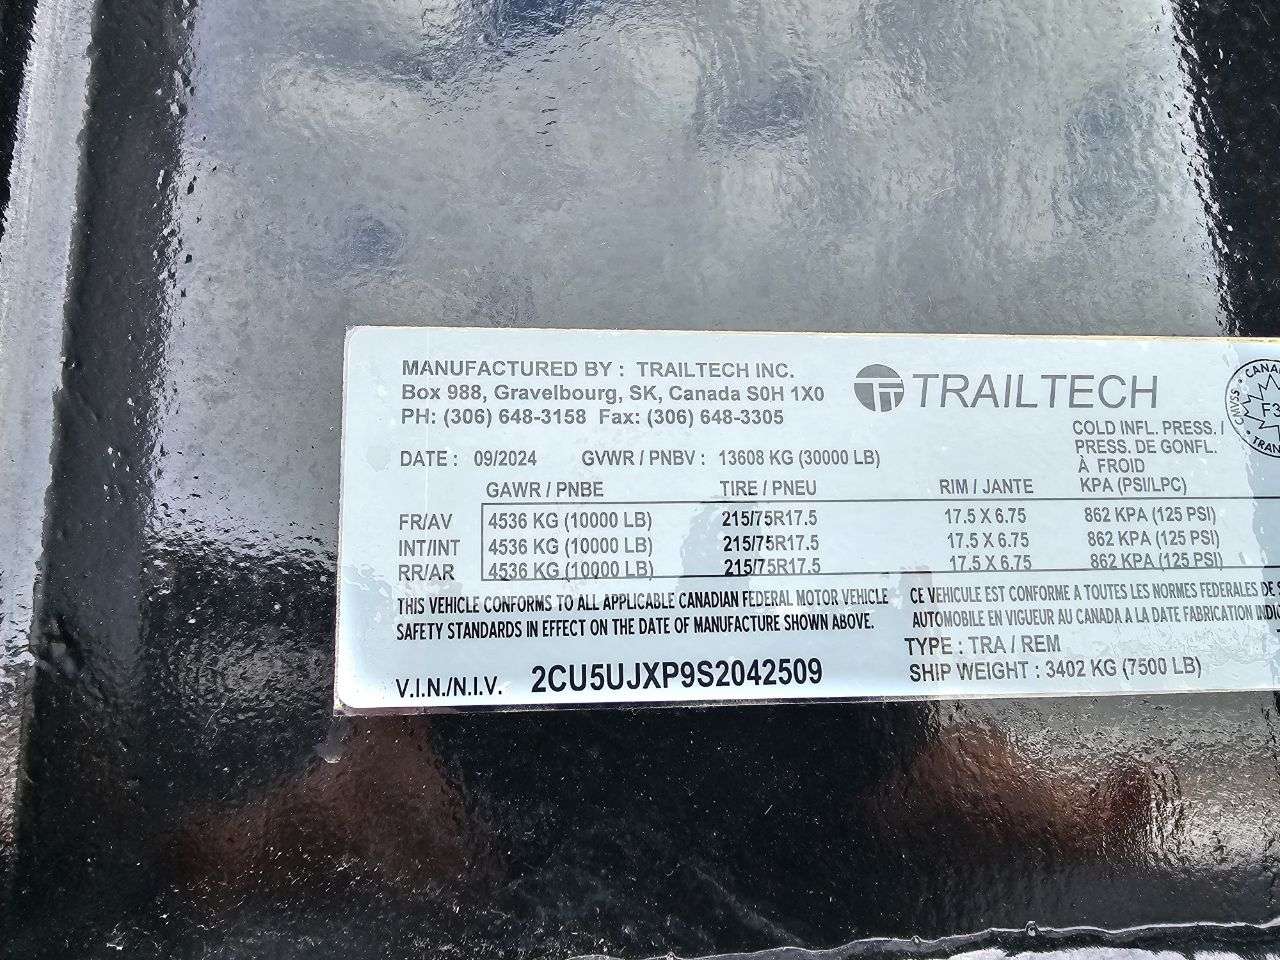 MANUFACTURED BY : TRAILTECH INC.
Box 988, Gravelbourg, SK, Canada S0H 1X0
PH: (306) 648-3158 Fax: (306) 648-3305
TRAILTECH
CANA
CMVSS
TRAN
COLD INFL. PRESS. /
PRESS. DE GONFL.
À FROID
KPA (PSI/LPC)
DATE : 09/2024 GVWR / PNBV : 13608 KG (30000 LB)
GAWR / PNBE TIRE / PNEU RIM / JANTE
FR/AV 4536 KG (10000 LB) 215/75R17.5 17.5 X 6.75 862 KPA (125 PSI)
INT/INT 4536 KG (10000 LB) 215/75R17.5 17.5 X 6.75 862 KPA (125 PSI)
RR/AR 4536 KG (10000 LB) 215/75R17.5 17.5 X 6.75 862 KPA (125 PSI)
THIS VEHICLE CONFORMS TO ALL APPLICABLE CANADIAN FEDERAL MOTOR VEHICLE
SAFETY STANDARDS IN EFFECT ON THE DATE OF MANUFACTURE SHOWN ABOVE.
CE VEHICULE EST CONFORME A TOUTES LES NORMES FEDERALES DE
AUTOMOBILE EN VIGUEUR AU CANADA A LA DATE FABRICATION INDI
TYPE : TRA / REM
SHIP WEIGHT : 3402 KG (7500 LB)
V.I.N./N.I.V. 2CU5UJXP9S2042509